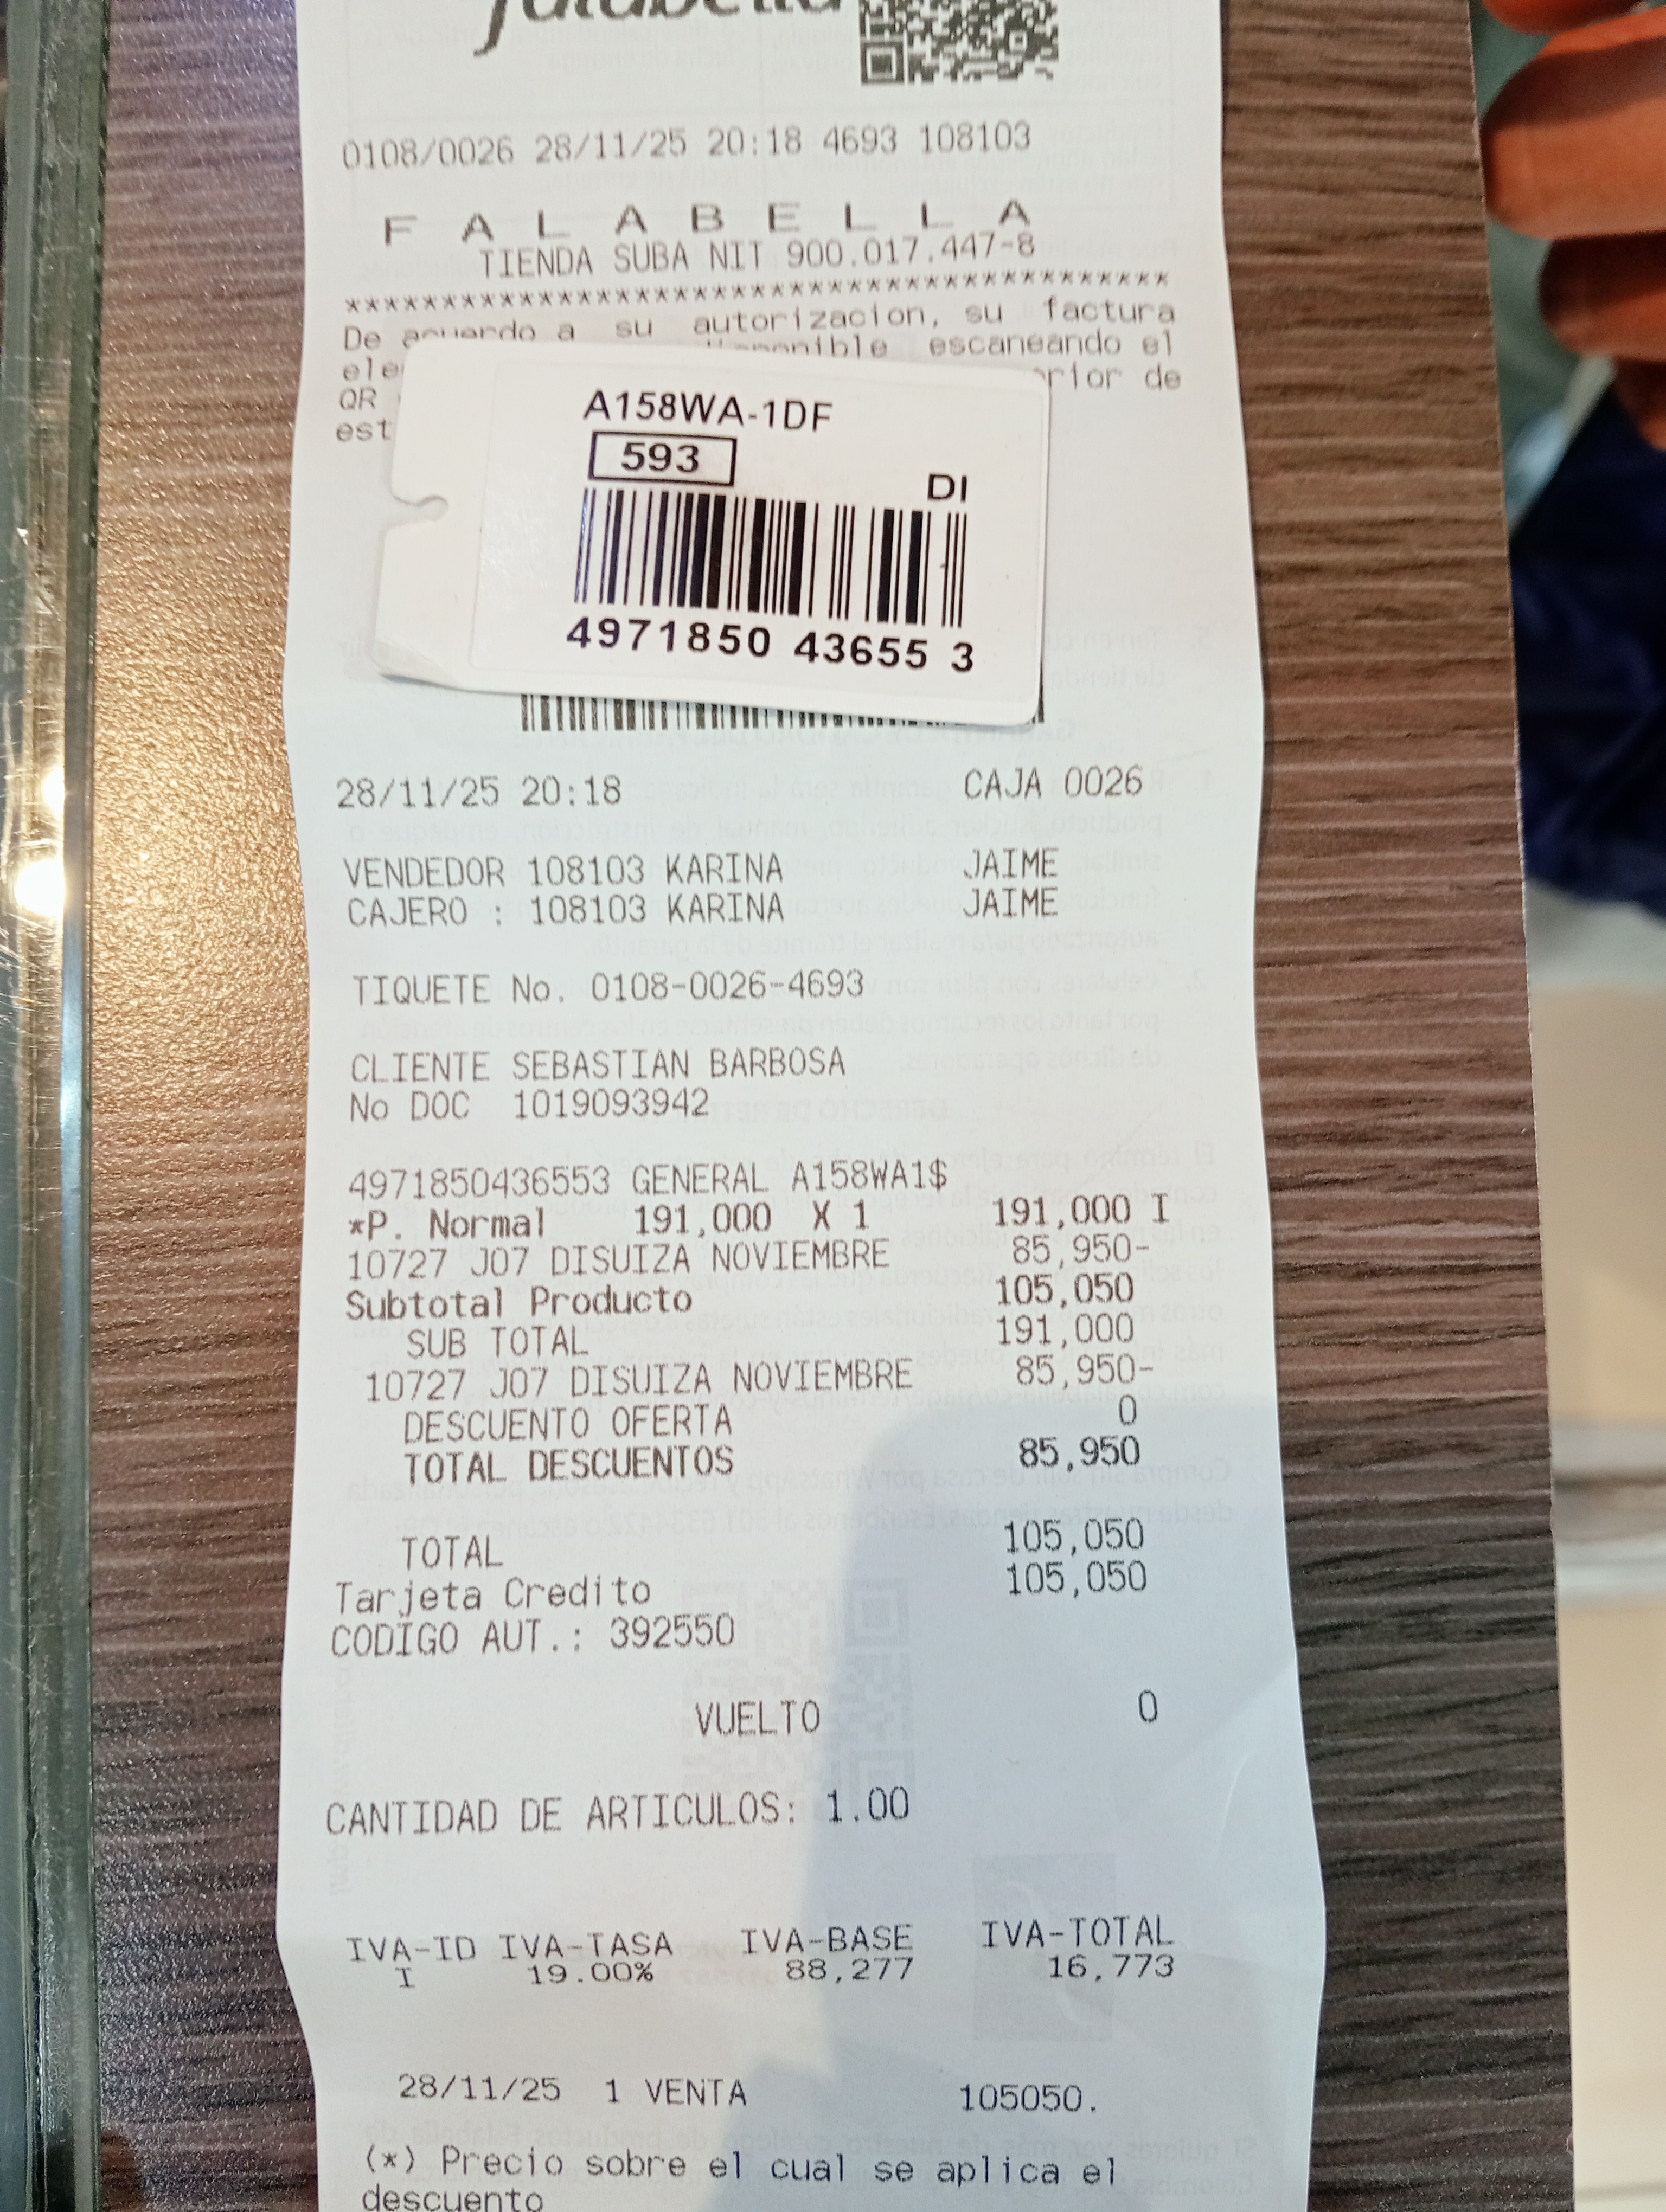 falabella
0108/0026 28/11/25 20:18 4693 108103
F A L A B E L L A
TIENDA SUBA NIT 900.017.447-8
******************************************
De acuerdo a su autorizacion, su factura
disponible escaneando el
QR
A158WA-1DF
593
DI
4971850 43655 3
28/11/25 20:18 CAJA 0026
VENDEDOR 108103 KARINA JAIME
CAJERO : 108103 KARINA JAIME
TIQUETE No. 0108-0026-4693
CLIENTE SEBASTIAN BARBOSA
No DOC 1019093942
4971850436553 GENERAL A158WA1$
*P. Normal 191,000 X 1 191,000 I
10727 J07 DISUIZA NOVIEMBRE 85,950-
Subtotal Producto 105,050
SUB TOTAL 191,000
10727 J07 DISUIZA NOVIEMBRE 85,950-
DESCUENTO OFERTA 0
TOTAL DESCUENTOS 85,950
TOTAL 105,050
Tarjeta Credito 105,050
CODIGO AUT.: 392550
VUELTO 0
CANTIDAD DE ARTICULOS: 1.00
IVA-ID IVA-TASA IVA-BASE IVA-TOTAL
I 19.00% 88,277 16,773
28/11/25 1 VENTA 105050.
(*) Precio sobre el cual se aplica el
descuento